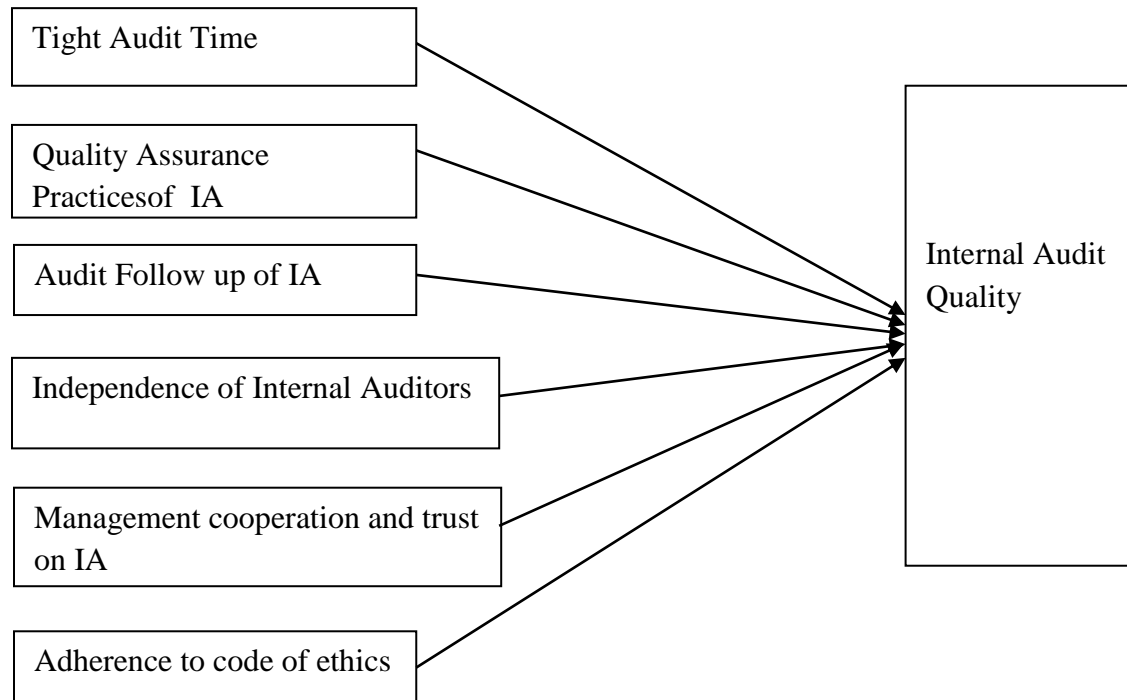 Tight Audit Time
Quality Assurance
Practicesof IA
Audit Follow up of IA
Independence of Internal Auditors
Management cooperation and trust
on IA
Adherence to code of ethics
Internal Audit
Quality